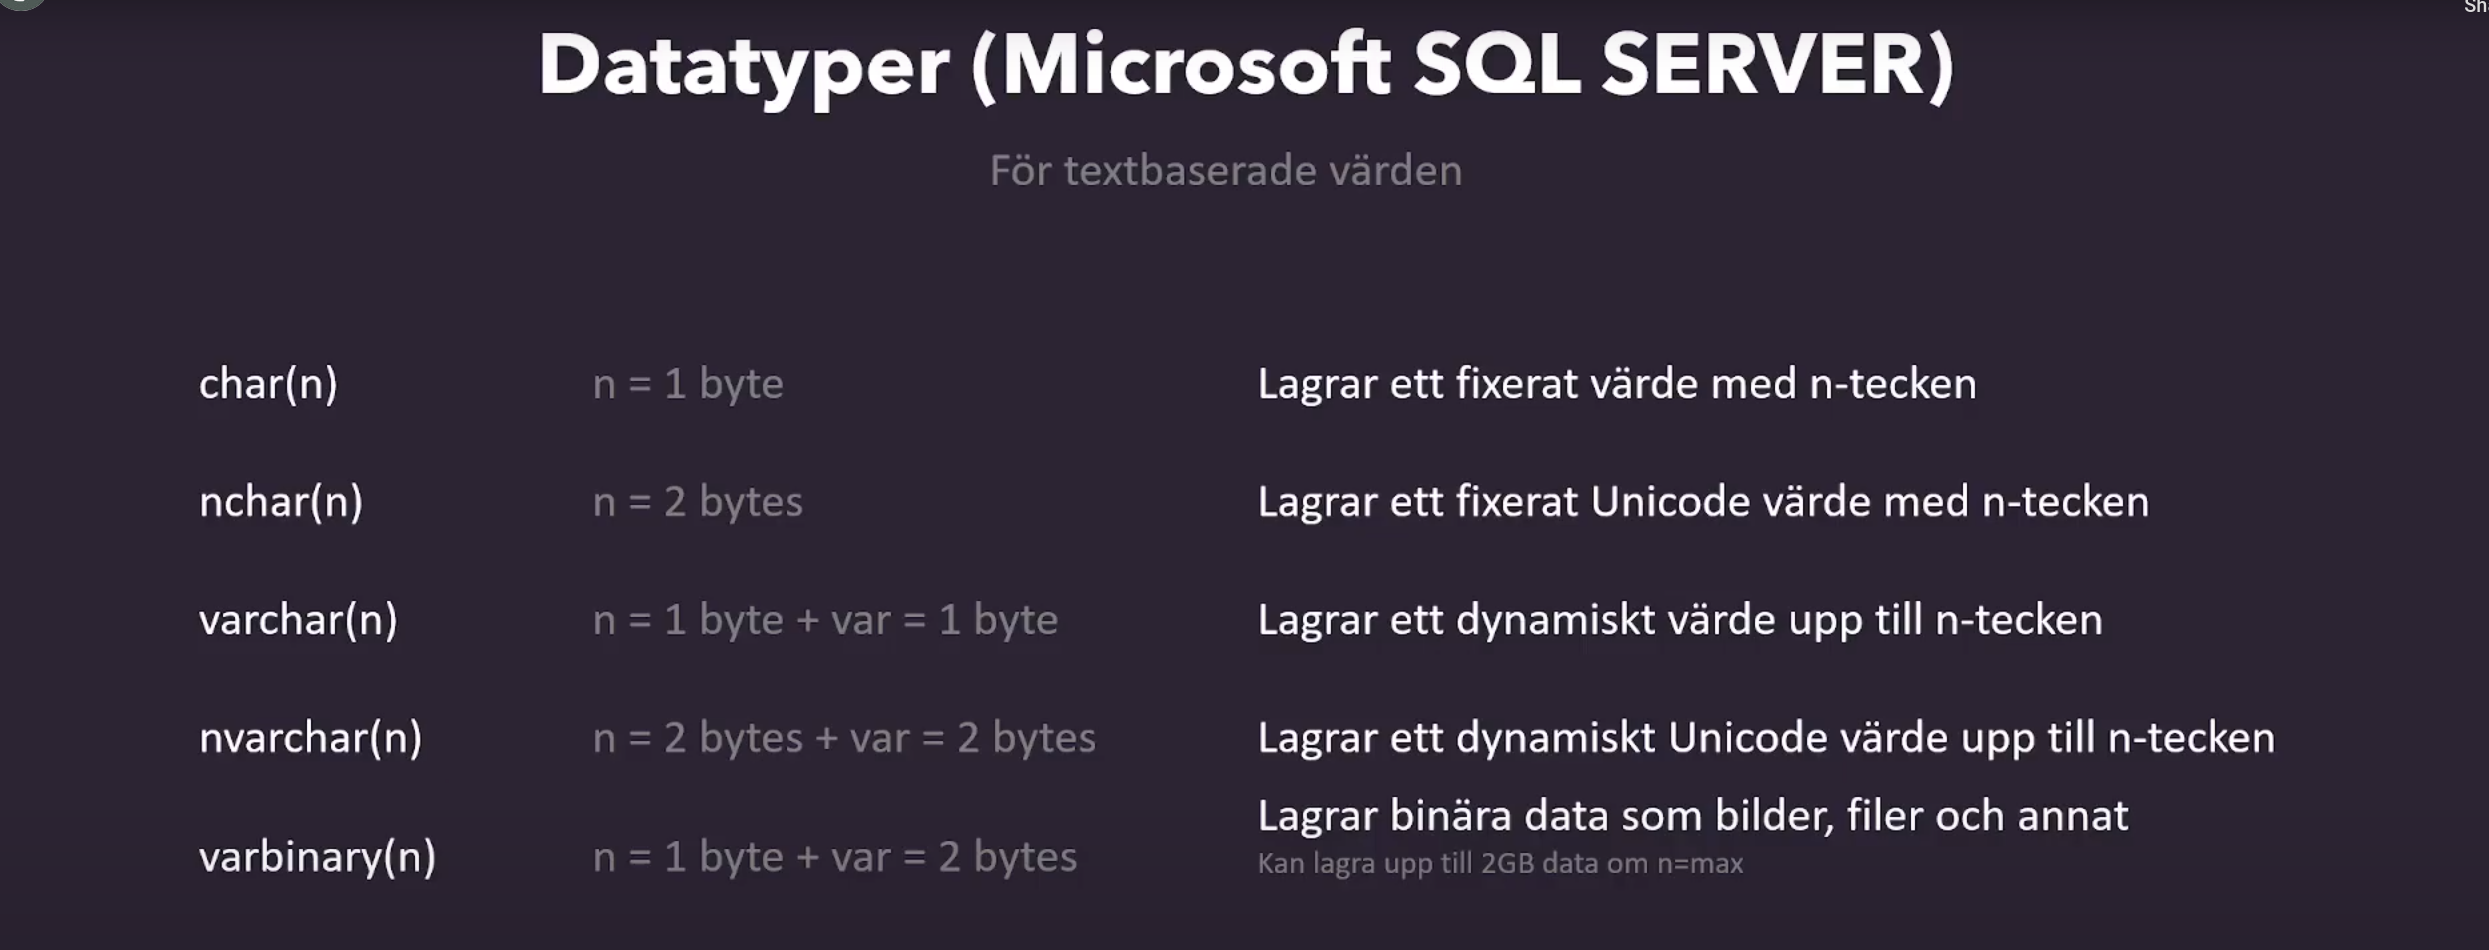 Datatyper (Microsoft SQL SERVER)
För textbaserade värden
char(n) n = 1 byte Lagrar ett fixerat värde med n-tecken
nchar(n) n = 2 bytes Lagrar ett fixerat Unicode värde med n-tecken
varchar(n) n = 1 byte + var = 1 byte Lagrar ett dynamiskt värde upp till n-tecken
nvarchar(n) n = 2 bytes + var = 2 bytes Lagrar ett dynamiskt Unicode värde upp till n-tecken
varbinary(n) n = 1 byte + var = 2 bytes Lagrar binära data som bilder, filer och annat
Kan lagra upp till 2GB data om n=max